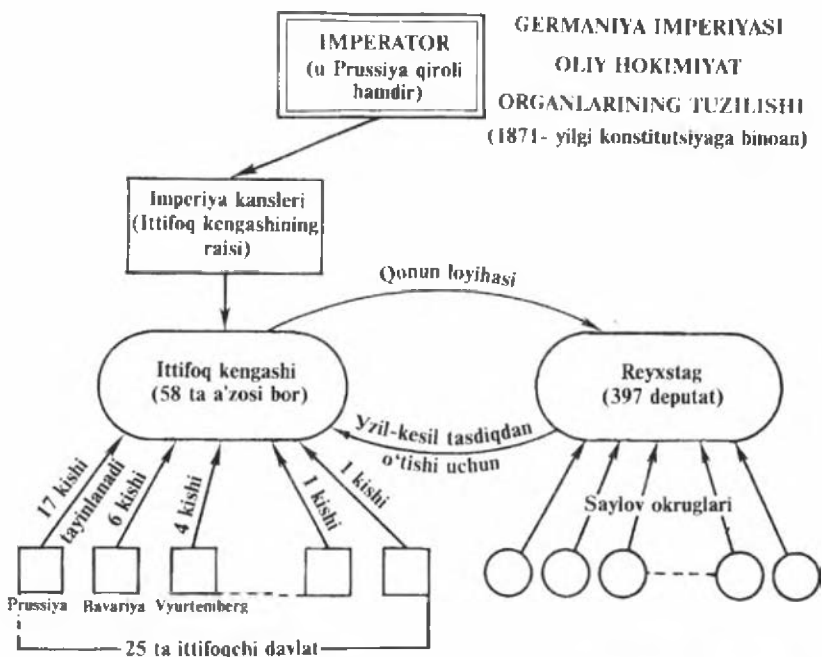 IMPERATOR
(u Prussiya qiroli
hamdir)
GERMANIYA IMPERIYASI
OLIY HOKIMIYAT
ORGANLARINING TUZILISHI
(1871- yilgi konstitutsiyaga binoan)
Imperiya kansleri
(Ittifoq kengashining
raisi)
Qonun loyihasi
Ittifoq kengashi
(58 ta a'zosi bor)
Reyxstag
(397 deputat)
Uzil-kesil tasdiqdan
o'tishi uchun
17 kishi
tayinlanadi
6 kishi
4 kishi
1 kishi
1 kishi
Saylov okruglari
Prussiya
Bavariya
Vyurtemberg
25 ta ittifoqchi davlat